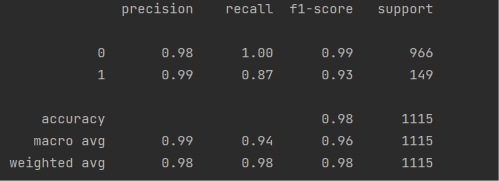 precision recall f1-score support
0 0.98 1.00 0.99 966
1 0.99 0.87 0.93 149
accuracy 0.98 1115
macro avg 0.99 0.94 0.96 1115
weighted avg 0.98 0.98 0.98 1115